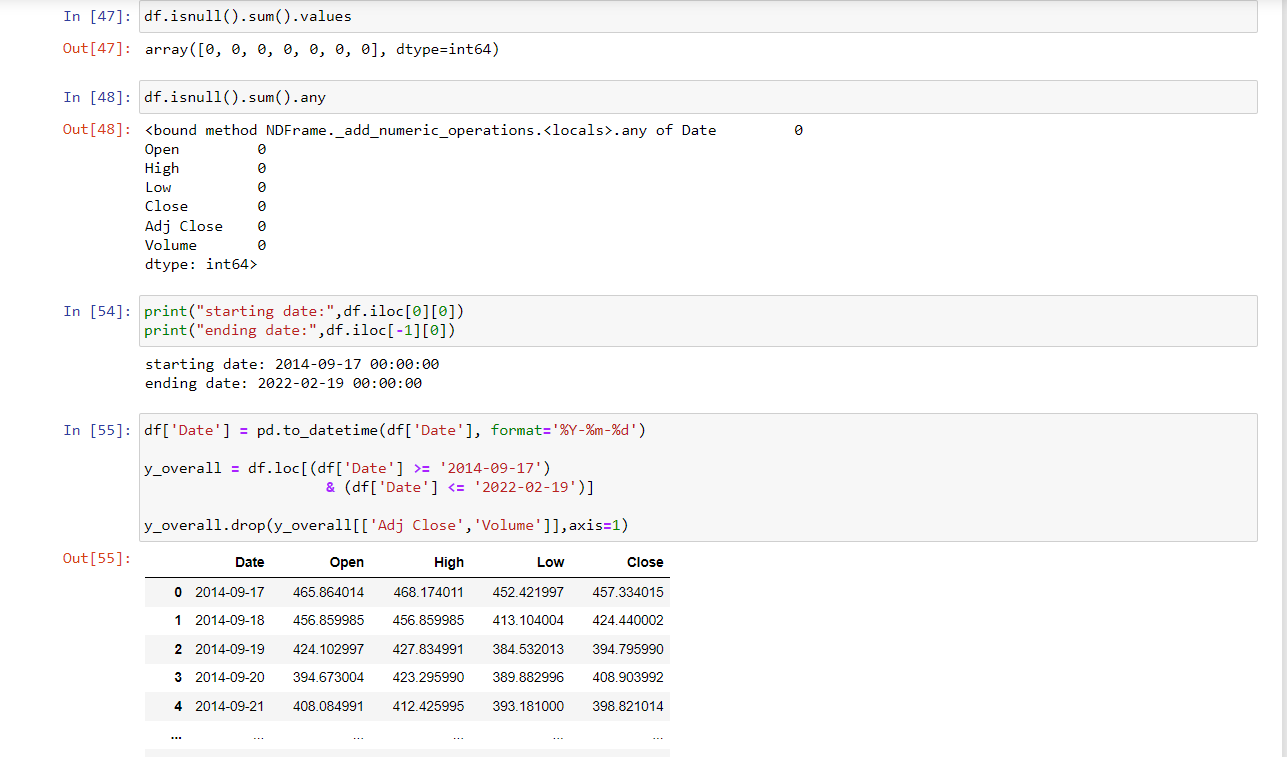 In [47]: df.isnull().sum().values
Out[47]: array([0, 0, 0, 0, 0, 0, 0], dtype=int64)
In [48]: df.isnull().sum().any
Out[48]: <bound method NDFrame._add_numeric_operations.<locals>.any of Date 0
Open 0
High 0
Low 0
Close 0
Adj Close 0
Volume 0
dtype: int64>
In [54]: print("starting date:",df.iloc[0][0])
print("ending date:",df.iloc[-1][0])
starting date: 2014-09-17 00:00:00
ending date: 2022-02-19 00:00:00
In [55]: df['Date'] = pd.to_datetime(df['Date'], format='%Y-%m-%d')
y_overall = df.loc[(df['Date'] >= '2014-09-17')
& (df['Date'] <= '2022-02-19')]
y_overall.drop(y_overall[['Adj Close','Volume']],axis=1)
Out[55]:
Date Open High Low Close
0 2014-09-17 465.864014 468.174011 452.421997 457.334015
1 2014-09-18 456.859985 456.859985 413.104004 424.440002
2 2014-09-19 424.102997 427.834991 384.532013 394.795990
3 2014-09-20 394.673004 423.295990 389.882996 408.903992
4 2014-09-21 408.084991 412.425995 393.181000 398.821014
... ... ... ... ... ...